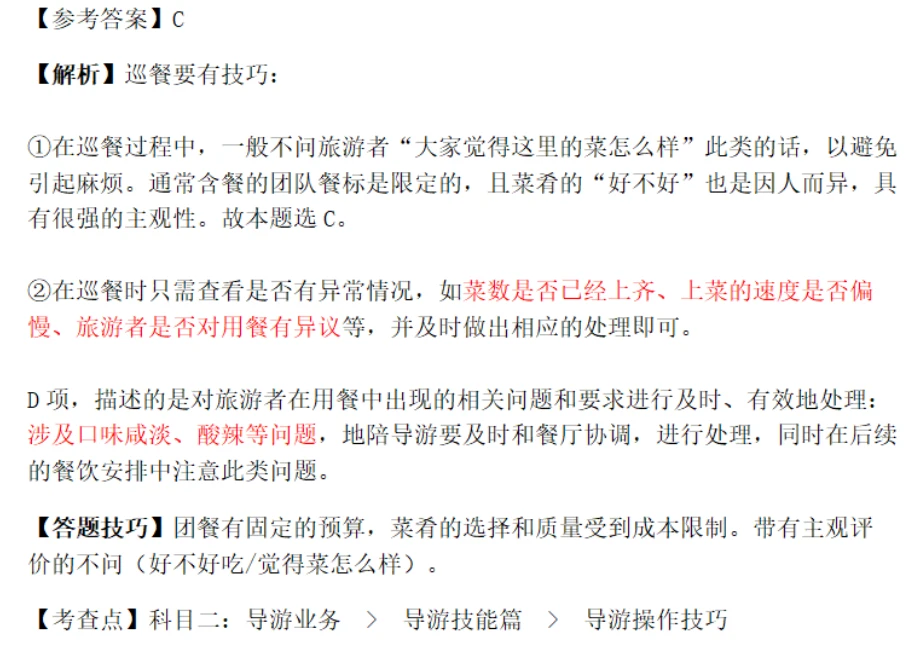 【参考答案】C
【解析】巡餐要有技巧：
①在巡餐过程中，一般不问旅游者“大家觉得这里的菜怎么样”此类的话，以避免
引起麻烦。通常含餐的团队餐标是限定的，且菜肴的“好不好”也是因人而异，具
有很强的主观性。故本题选 C。
②在巡餐时只需查看是否有异常情况，如菜数是否已经上齐、上菜的速度是否偏
慢、旅游者是否对用餐有异议等，并及时做出相应的处理即可。
D 项，描述的是对旅游者在用餐中出现的相关问题和要求进行及时、有效地处理：
涉及口味咸淡、酸辣等问题，地陪导游要及时和餐厅协调，进行处理，同时在后续
的餐饮安排中注意此类问题。
【答题技巧】团餐有固定的预算，菜肴的选择和质量受到成本限制。带有主观评
价的不问（好不好吃/觉得菜怎么样）。
【考查点】科目二：导游业务 > 导游技能篇 > 导游操作技巧